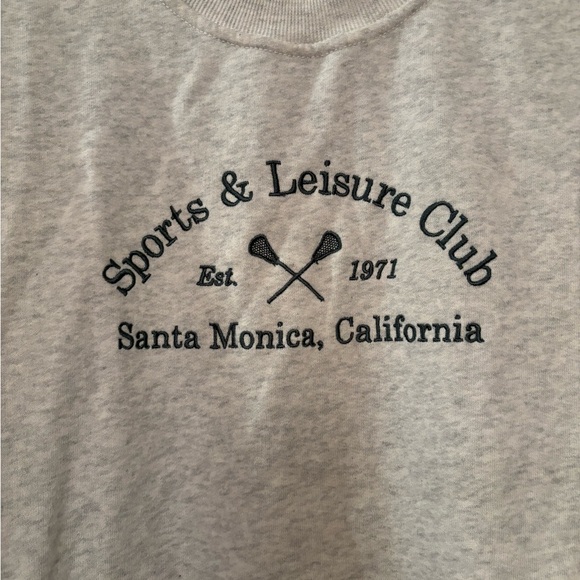 Sports & Leisure Club
Est. 1971
Santa Monica, California